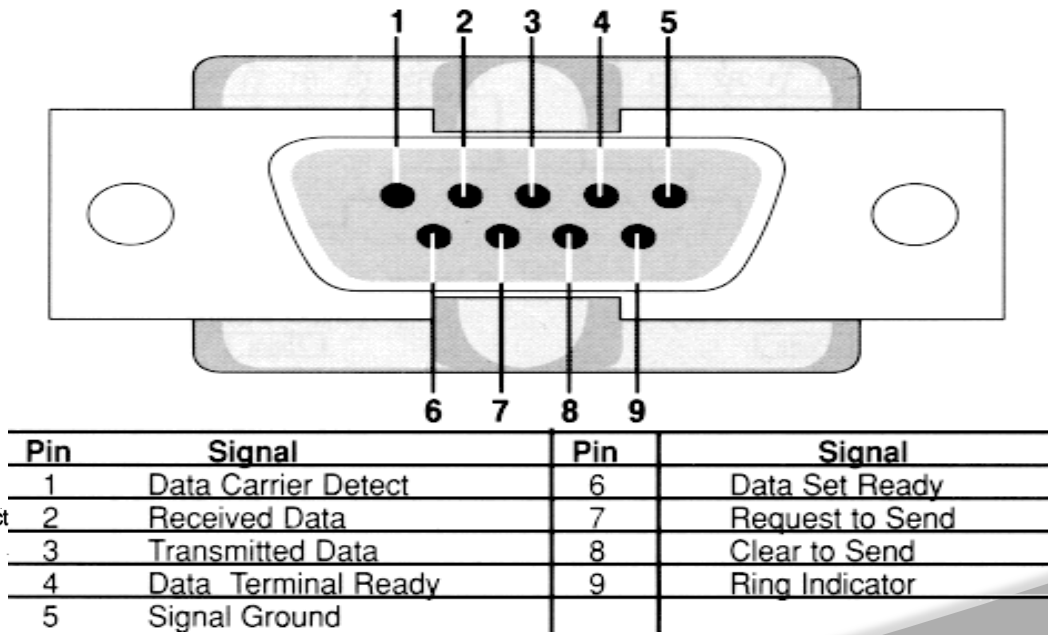 1 2 3 4 5
6 7 8 9
Pin Signal Pin Signal
1 Data Carrier Detect 6 Data Set Ready
ct 2 Received Data 7 Request to Send
3 Transmitted Data 8 Clear to Send
4 Data Terminal Ready 9 Ring Indicator
5 Signal Ground